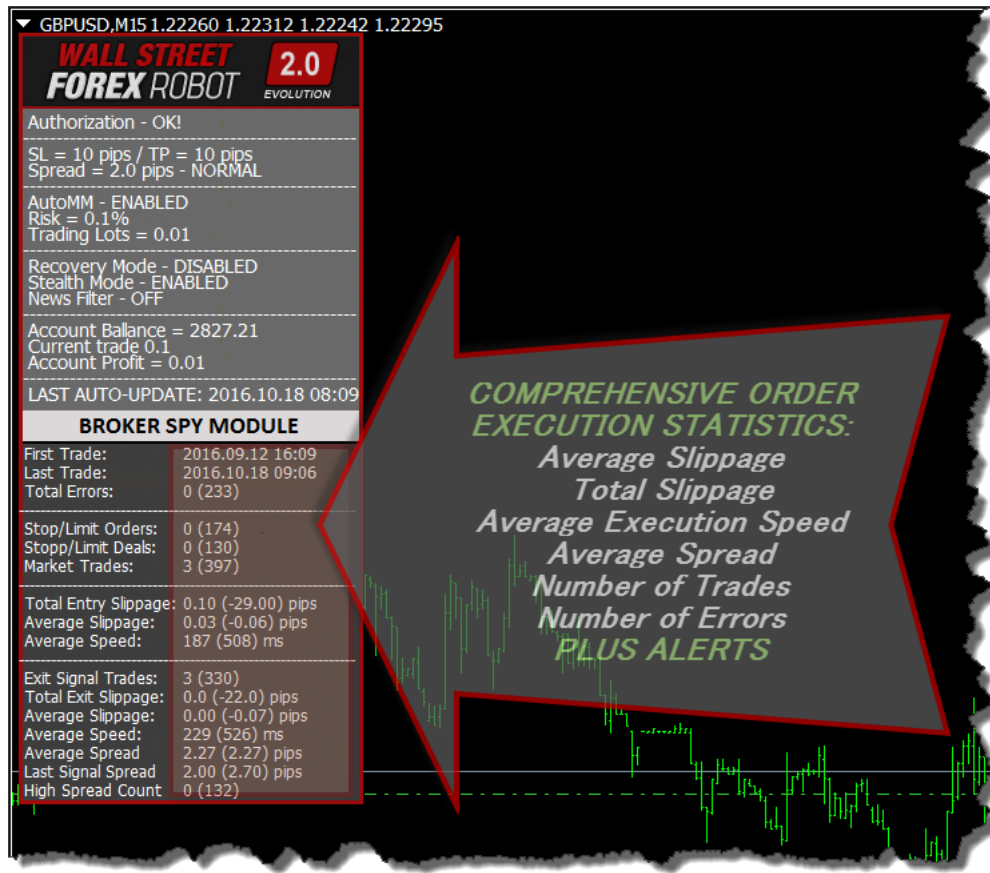 GBPUSD,M15 1.22260 1.22312 1.22242 1.22295
WALL STREET
FOREX ROBOT
2.0
EVOLUTION
Authorization - OK!
SL = 10 pips / TP = 10 pips
Spread = 2.0 pips - NORMAL
AutoMM - ENABLED
Risk = 0.1%
Trading Lots = 0.01
Recovery Mode - DISABLED
Stealth Mode - ENABLED
News Filter - OFF
Account Ballance = 2827.21
Current trade 0.1
Account Profit = 0.01
LAST AUTO-UPDATE: 2016.10.18 08:09
BROKER SPY MODULE
First Trade: 2016.09.12 16:09
Last Trade: 2016.10.18 09:06
Total Errors: 0 (233)
Stop/Limit Orders: 0 (174)
Stopp/Limit Deals: 0 (130)
Market Trades: 3 (397)
Total Entry Slippage: 0.10 (-29.00) pips
Average Slippage: 0.03 (-0.06) pips
Average Speed: 187 (508) ms
Exit Signal Trades: 3 (330)
Total Exit Slippage: 0.0 (-22.0) pips
Average Slippage: 0.00 (-0.07) pips
Average Speed: 229 (526) ms
Average Spread 2.27 (2.27) pips
Last Signal Spread 2.00 (2.70) pips
High Spread Count 0 (132)
COMPREHENSIVE ORDER
EXECUTION STATISTICS:
Average Slippage
Total Slippage
Average Execution Speed
Average Spread
Number of Trades
Number of Errors
PLUS ALERTS